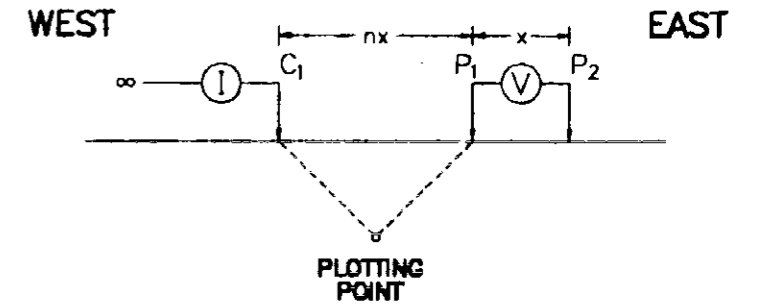 WEST
EAST
nx
x
∞
I
C₁
P₁
V
P₂
PLOTTING
POINT